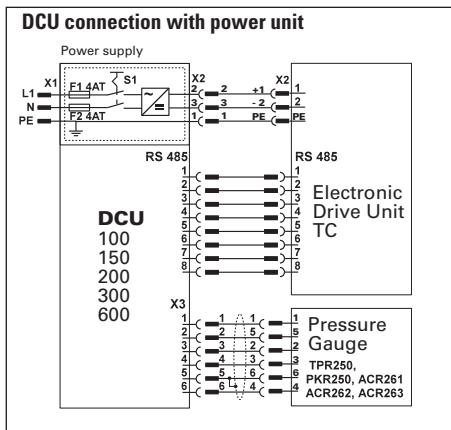 DCU connection with power unit
Power supply
X1 F1 4AT S1 X2 X2
L1 2 2 +1 1
N 3 3 - 2 2
PE 1 1 PE PE
F2 4AT
RS 485 RS 485
1 1
2 2
3 3
4 4
5 5
6 6
7 7
8 8
DCU
100
150
200
300
600
Electronic
Drive Unit
TC
X3
1 1 1 1
2 2 5 5
3 3 2 2
4 4 3 3
5 5 6 6
6 6 4 4
Pressure
Gauge
TPR250,
PKR250, ACR261
ACR262, ACR263